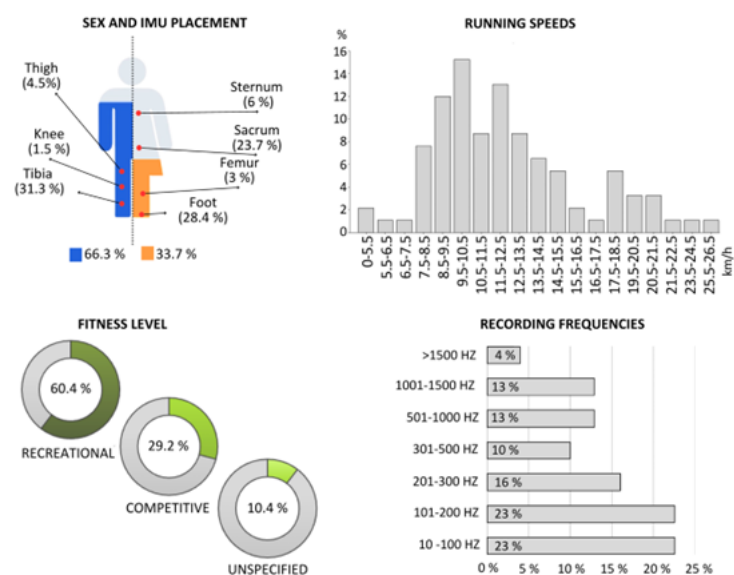 SEX AND IMU PLACEMENT
Thigh
(4.5%)
Knee
(1.5 %)
Tibia
(31.3 %)
Sternum
(6 %)
Sacrum
(23.7 %)
Femur
(3 %)
Foot
(28.4 %)
66.3 %
33.7 %
RUNNING SPEEDS
%
16
14
12
10
8
6
4
2
0
0-5.5
5.5-6.5
6.5-7.5
7.5-8.5
8.5-9.5
9.5-10.5
10.5-11.5
11.5-12.5
12.5-13.5
13.5-14.5
14.5-15.5
15.5-16.5
16.5-17.5
17.5-18.5
19.5-20.5
20.5-21.5
21.5-22.5
23.5-24.5
25.5-26.5
km/h
FITNESS LEVEL
60.4 %
RECREATIONAL
29.2 %
COMPETITIVE
10.4 %
UNSPECIFIED
RECORDING FREQUENCIES
>1500 HZ 4 %
1001-1500 HZ 13 %
501-1000 HZ 13 %
301-500 HZ 10 %
201-300 HZ 16 %
101-200 HZ 23 %
10 -100 HZ 23 %
0 % 5 % 10 % 15 % 20 % 25 %